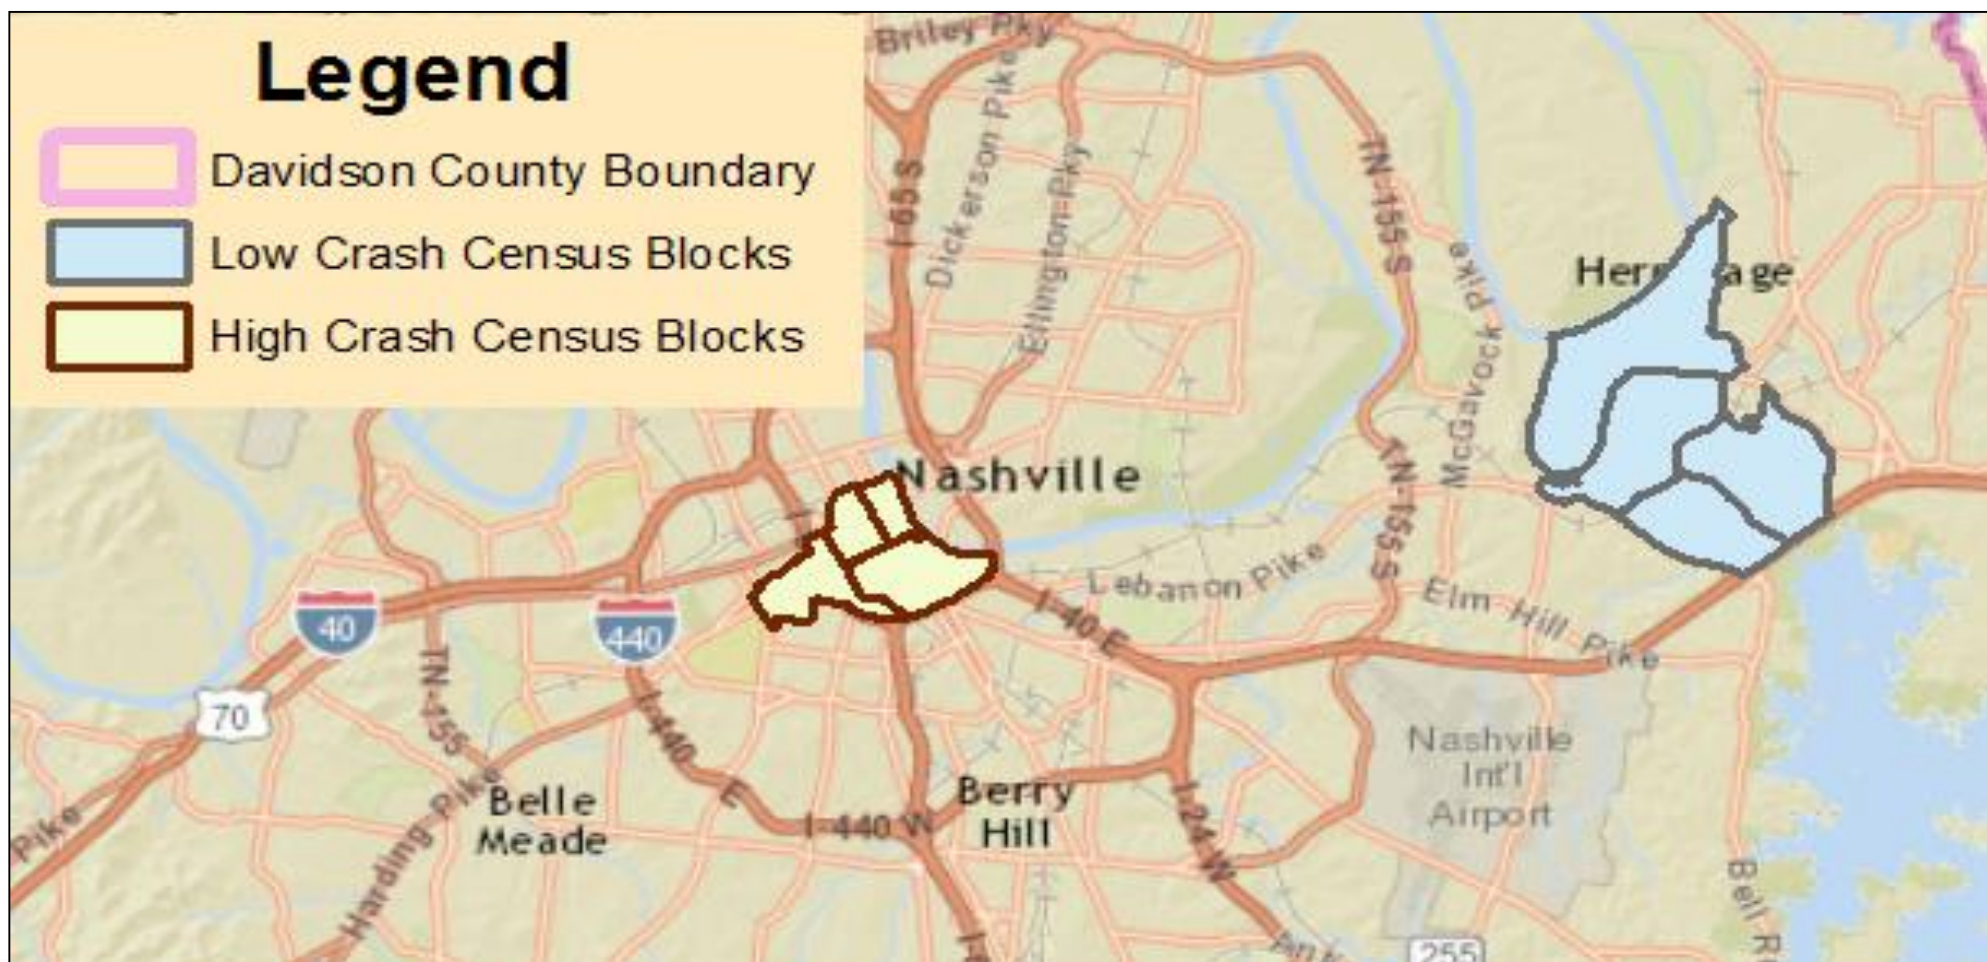 Legend
Davidson County Boundary
Low Crash Census Blocks
High Crash Census Blocks
Briley Pky
Dickerson Pike
Ellington Pky
I-65 S
TN-155 S
McGavock Pike
Nashville
TN-155 S
Lebanon Pike
Elm Hill Pike
I-40 E
40
440
70
TN-155
I-440 E
Belle
Meade
Harding Pike
Pike
I-440 W
Berry
Hill
I-24 W
Nashville
Int'l
Airport
Bell
255